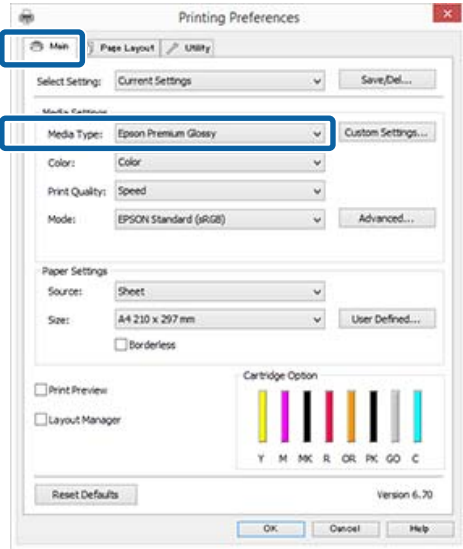 Printing Preferences
Main Page Layout Utility
Select Setting: Current Settings Save/Del...
Media Settings
Media Type: Epson Premium Glossy Custom Settings...
Color: Color
Print Quality: Speed
Mode: EPSON Standard (sRGB) Advanced...
Paper Settings
Source: Sheet
Size: A4 210 x 297 mm User Defined...
Borderless
Print Preview
Layout Manager
Cartridge Option
Y M MK R OR PK GO C
Reset Defaults Version 6.70
OK Cancel Help